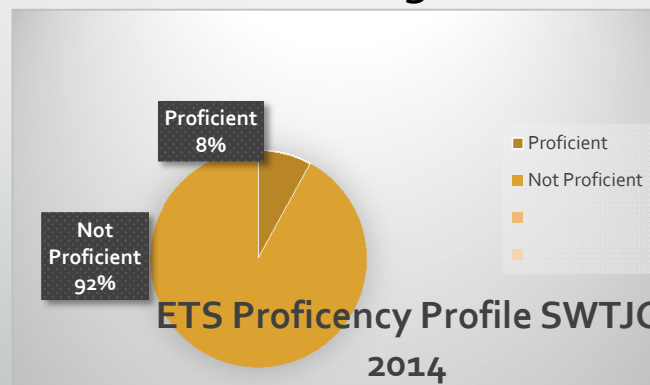 Proficient
8%
Not
Proficient
92%
Proficient
Not Proficient
ETS Proficency Profile SWTJC
2014